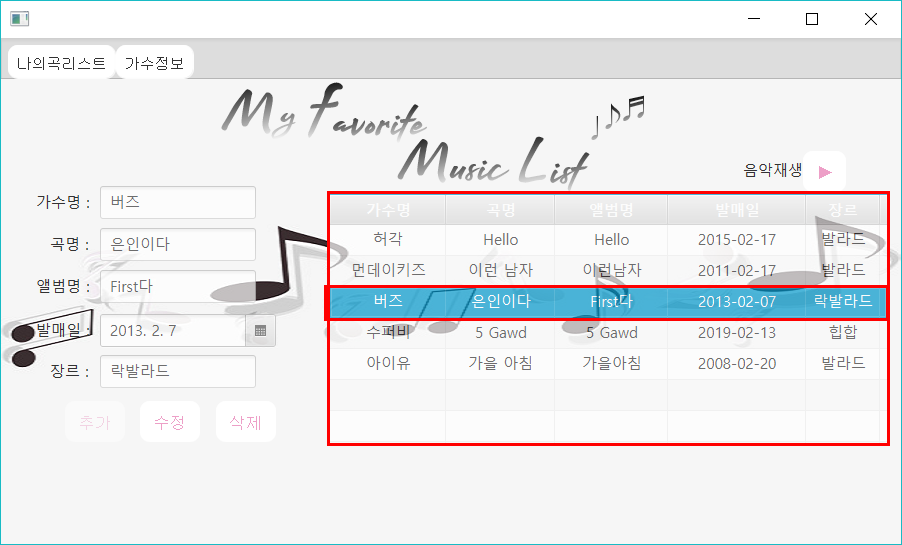 나의곡리스트 가수정보
My Favorite
Music List
음악재생
가수명 : 버즈
곡명 : 은인이다
앨범명 : First다
발매일 : 2013. 2. 7
장르 : 락발라드
추가 수정 삭제
가수명 곡명 앨범명 발매일 장르
허각 Hello Hello 2015-02-17 발라드
먼데이키즈 이런 남자 이런남자 2011-02-17 발라드
버즈 은인이다 First다 2013-02-07 락발라드
수퍼비 5 Gawd 5 Gawd 2019-02-13 힙합
아이유 가을 아침 가을아침 2008-02-20 발라드